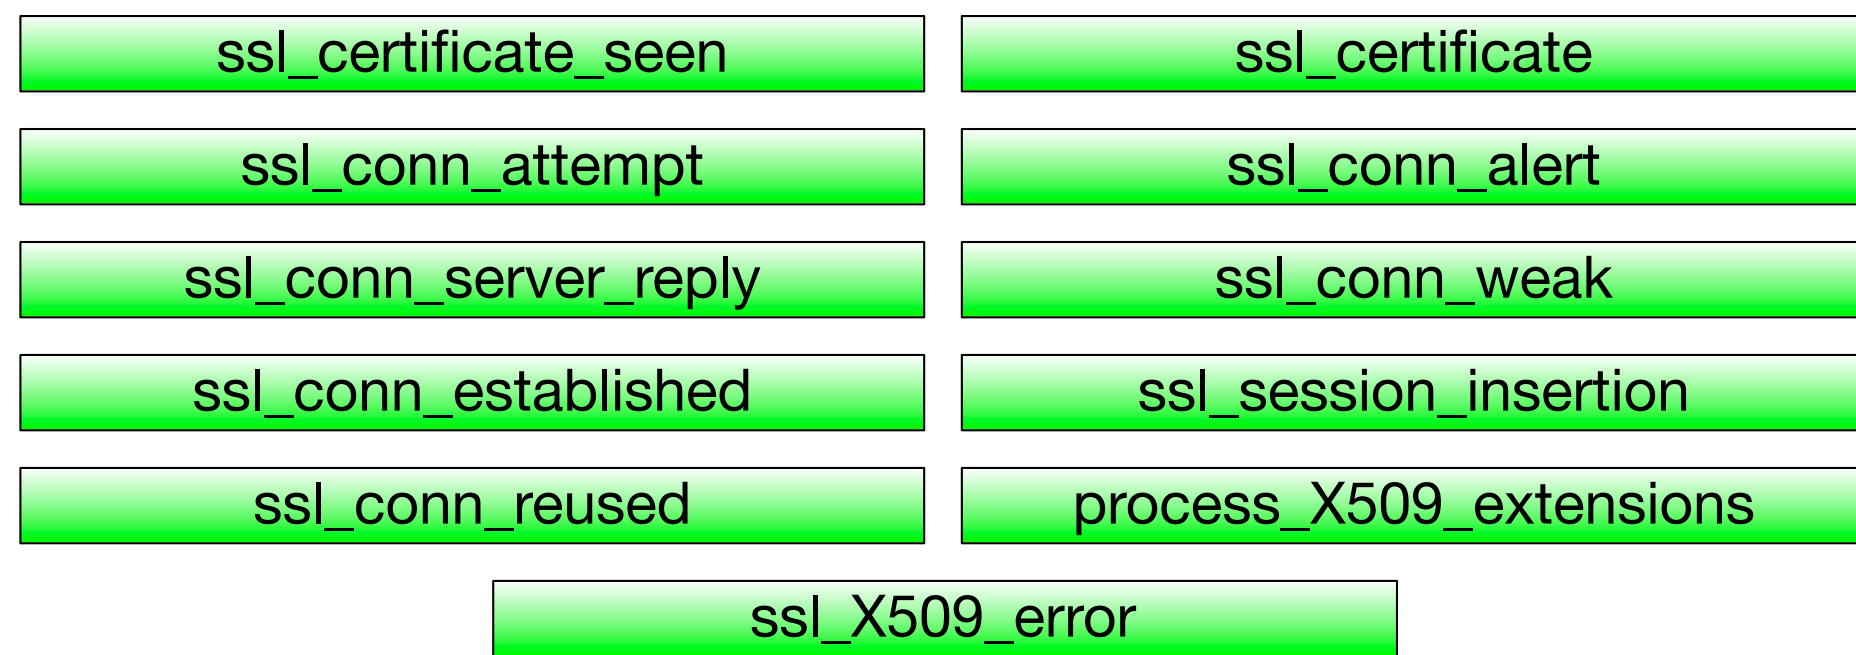 ssl_certificate_seen
ssl_certificate
ssl_conn_attempt
ssl_conn_alert
ssl_conn_server_reply
ssl_conn_weak
ssl_conn_established
ssl_session_insertion
ssl_conn_reused
process_X509_extensions
ssl_X509_error